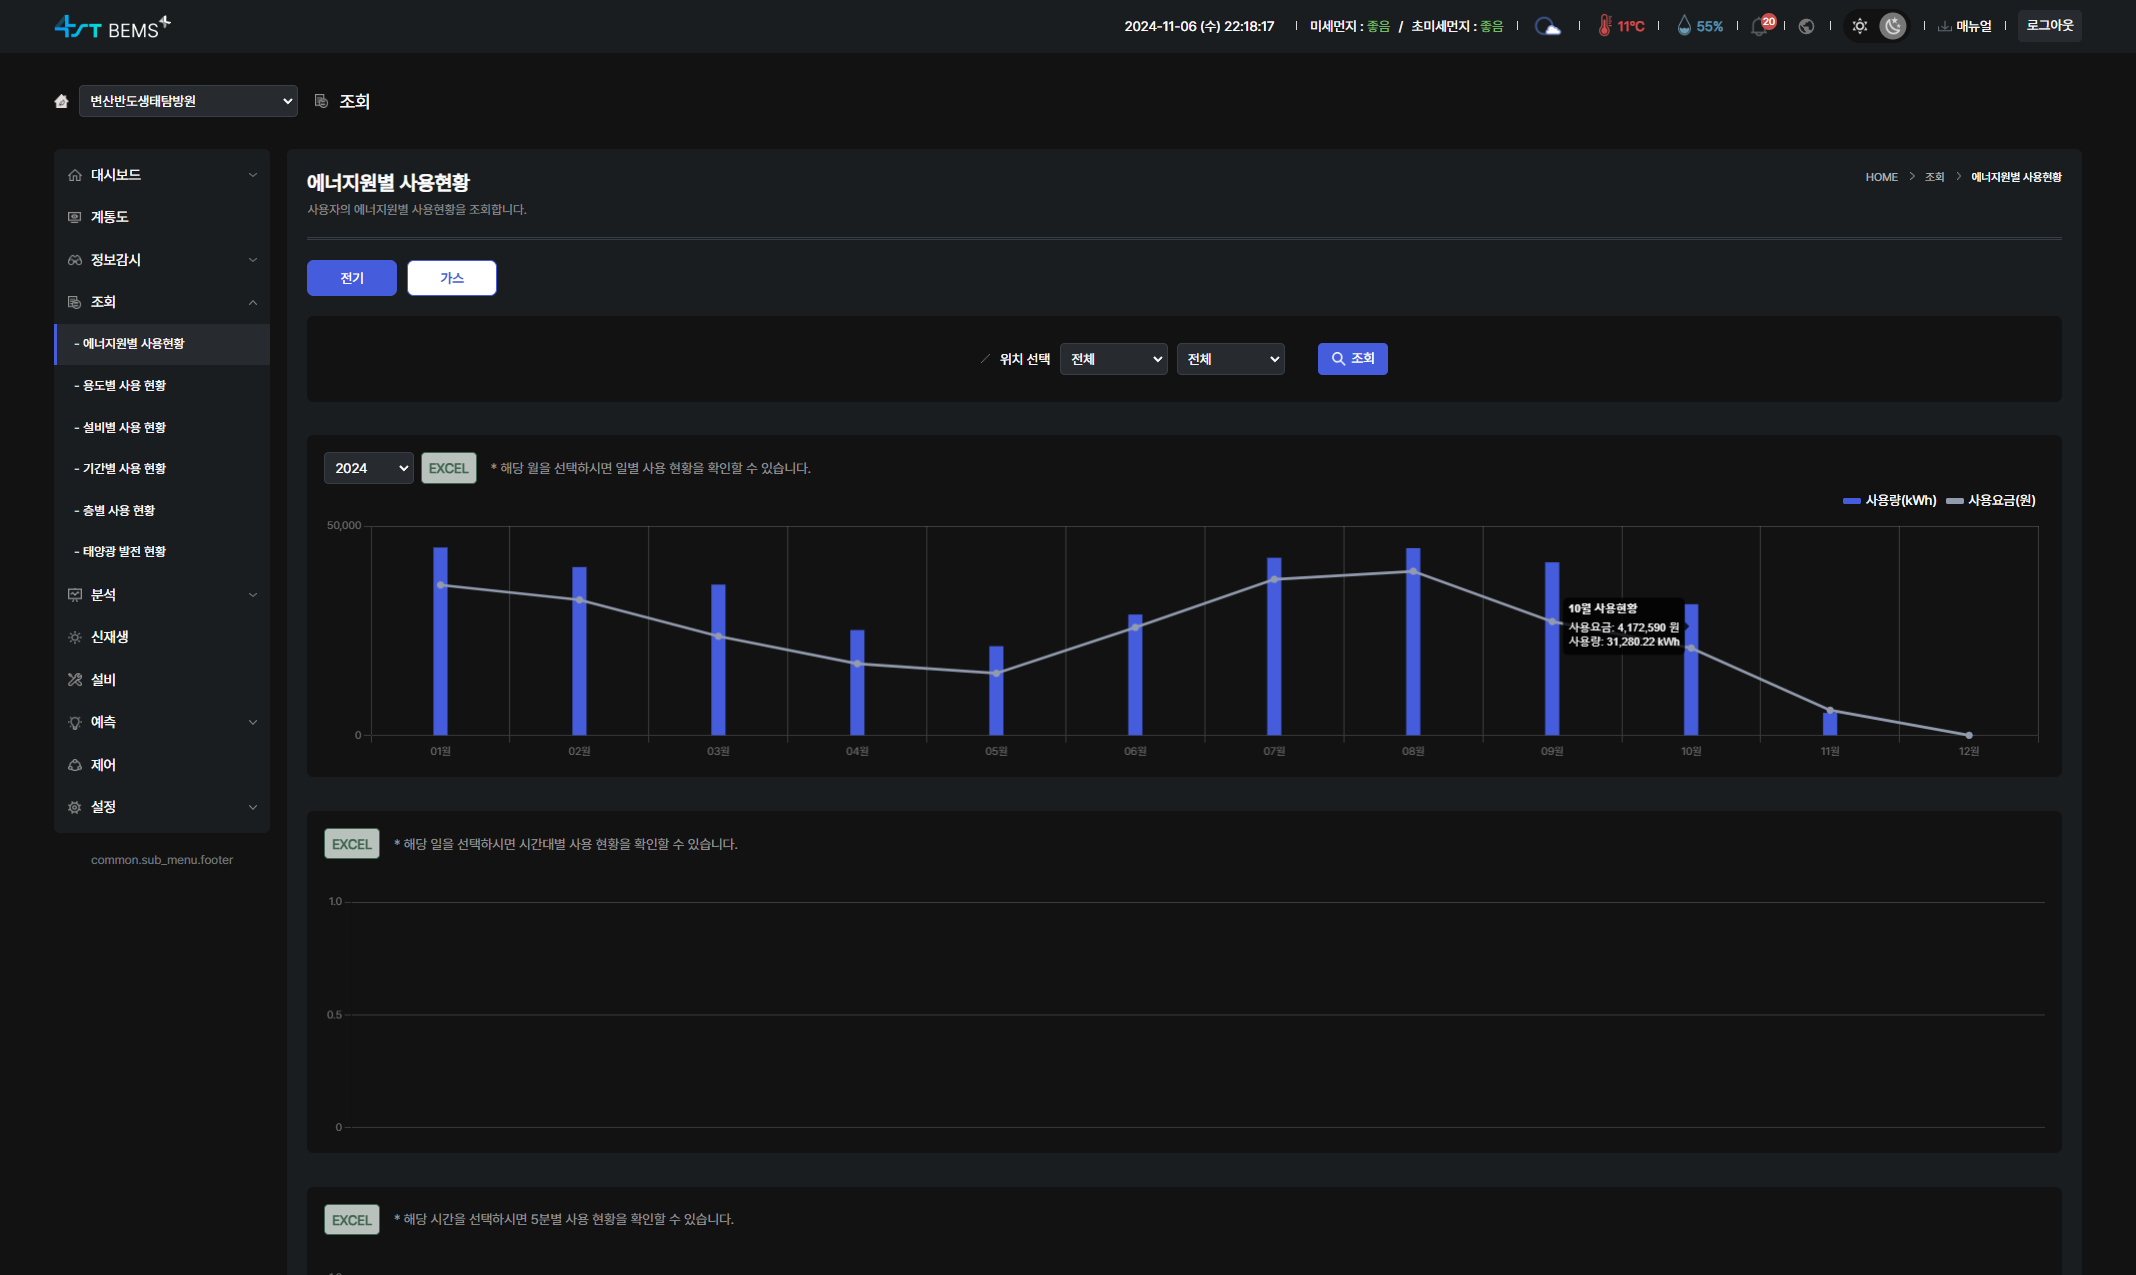 4ST BEMS
2024-11-06 (수) 22:18:17
미세먼지 : 좋음 / 초미세먼지 : 좋음
11℃
55%
20
매뉴얼
로그아웃
변산반도생태탐방원
조회
대시보드
계통도
정보감시
조회
- 에너지원별 사용현황
- 용도별 사용 현황
- 설비별 사용 현황
- 기간별 사용 현황
- 층별 사용 현황
- 태양광 발전 현황
분석
신재생
설비
예측
제어
설정
common.sub_menu.footer
에너지원별 사용현황
사용자의 에너지원별 사용현황을 조회합니다.
HOME > 조회 > 에너지원별 사용현황
전기
가스
위치 선택
전체
전체
조회
2024
EXCEL
* 해당 월을 선택하시면 일별 사용 현황을 확인할 수 있습니다.
사용량(kWh)
사용요금(원)
50,000
0
10월 사용현황
사용요금: 4,172,590 원
사용량: 31,280.22 kWh
01월 02월 03월 04월 05월 06월 07월 08월 09월 10월 11월 12월
EXCEL
* 해당 일을 선택하시면 시간대별 사용 현황을 확인할 수 있습니다.
1.0
0.5
0
EXCEL
* 해당 시간을 선택하시면 5분별 사용 현황을 확인할 수 있습니다.